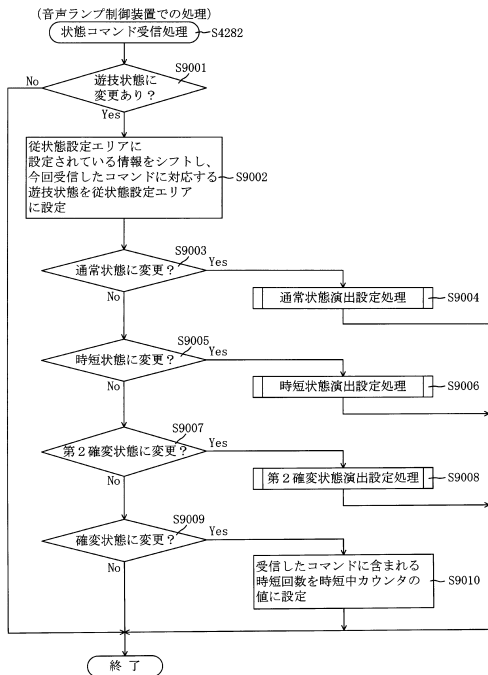 (音声ランプ制御装置での処理)
状態コマンド受信処理
S4282
S9001
No
遊技状態に
変更あり?
Yes
従状態設定エリアに
設定されている情報をシフトし、
今回受信したコマンドに対応する
遊技状態を従状態設定エリア
に設定
S9002
S9003
通常状態に変更?
Yes
No
通常状態演出設定処理
S9004
S9005
時短状態に変更?
Yes
No
時短状態演出設定処理
S9006
S9007
第2確変状態に変更?
Yes
No
第2確変状態演出設定処理
S9008
S9009
確変状態に変更?
Yes
No
受信したコマンドに含まれる
時短回数を時短中カウンタの
値に設定
S9010
終了